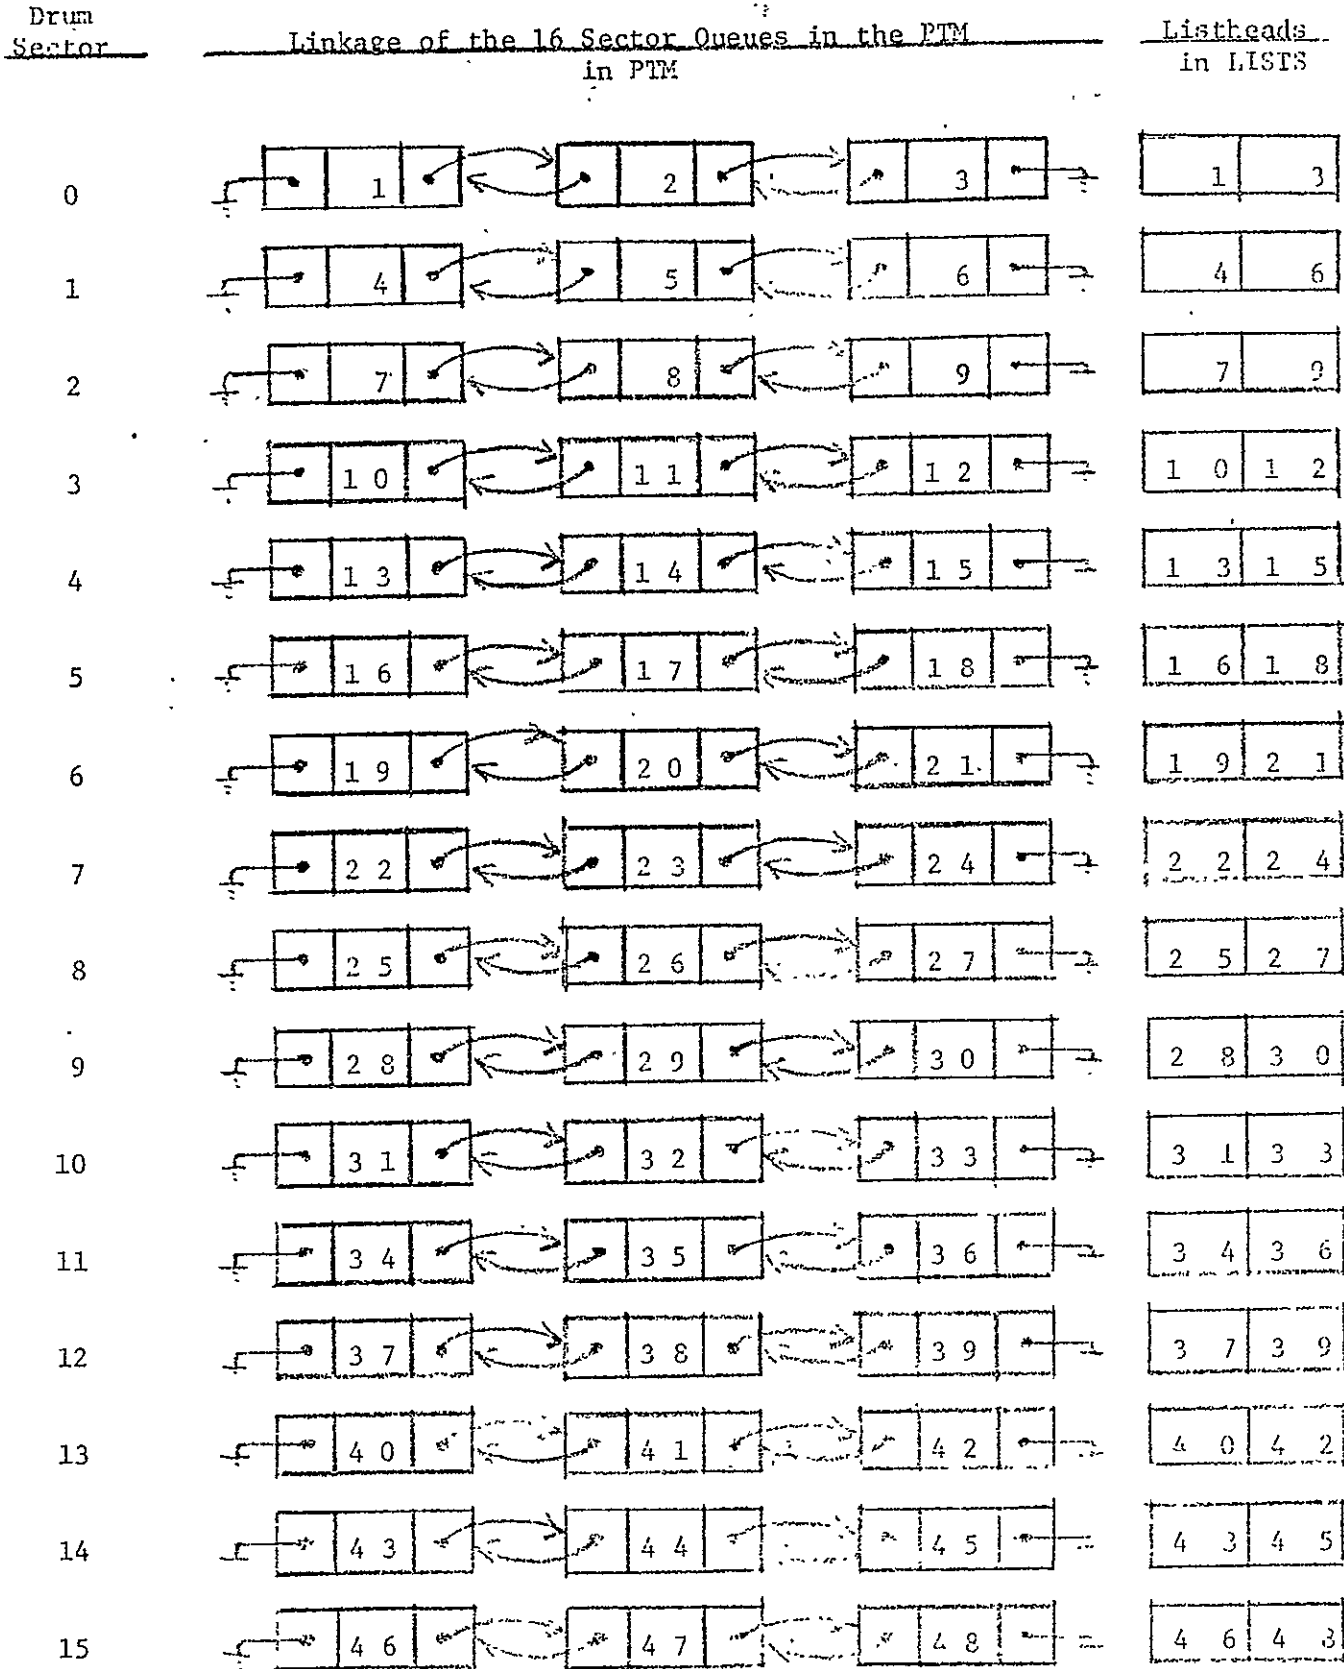 Drum
Sector
Linkage of the 16 Sector Queues in the PTM
in PTM
Listheads
in LISTS
0 1 2 3 1 3
1 4 5 6 4 6
2 7 8 9 7 9
3 10 11 12 10 12
4 13 14 15 13 15
5 16 17 18 16 18
6 19 20 21 19 21
7 22 23 24 22 24
8 25 26 27 25 27
9 28 29 30 28 30
10 31 32 33 31 33
11 34 35 36 34 36
12 37 38 39 37 39
13 40 41 42 40 42
14 43 44 45 43 45
15 46 47 48 46 48